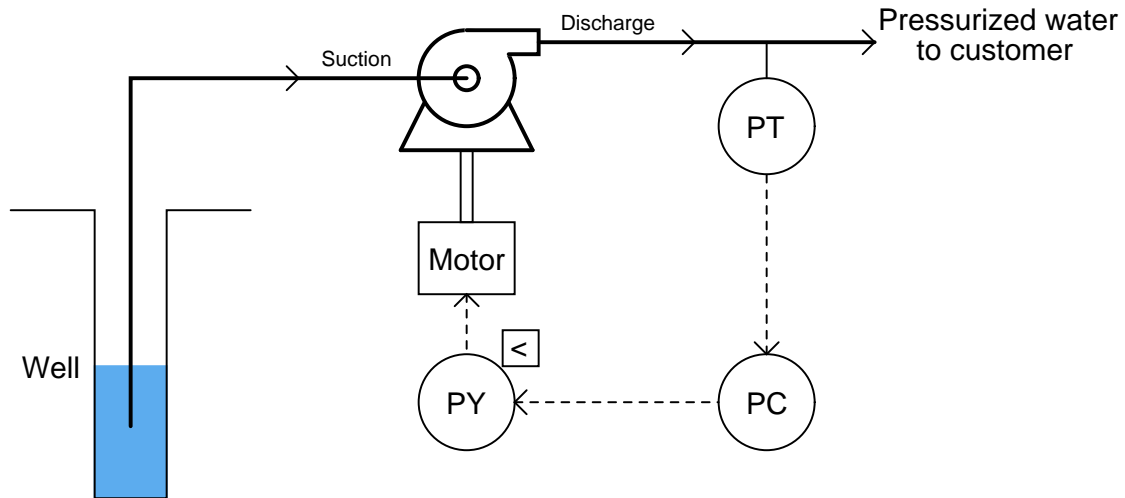 Pressurized water
to customer
Discharge
Suction
PT
Motor
<
Well
PY
PC